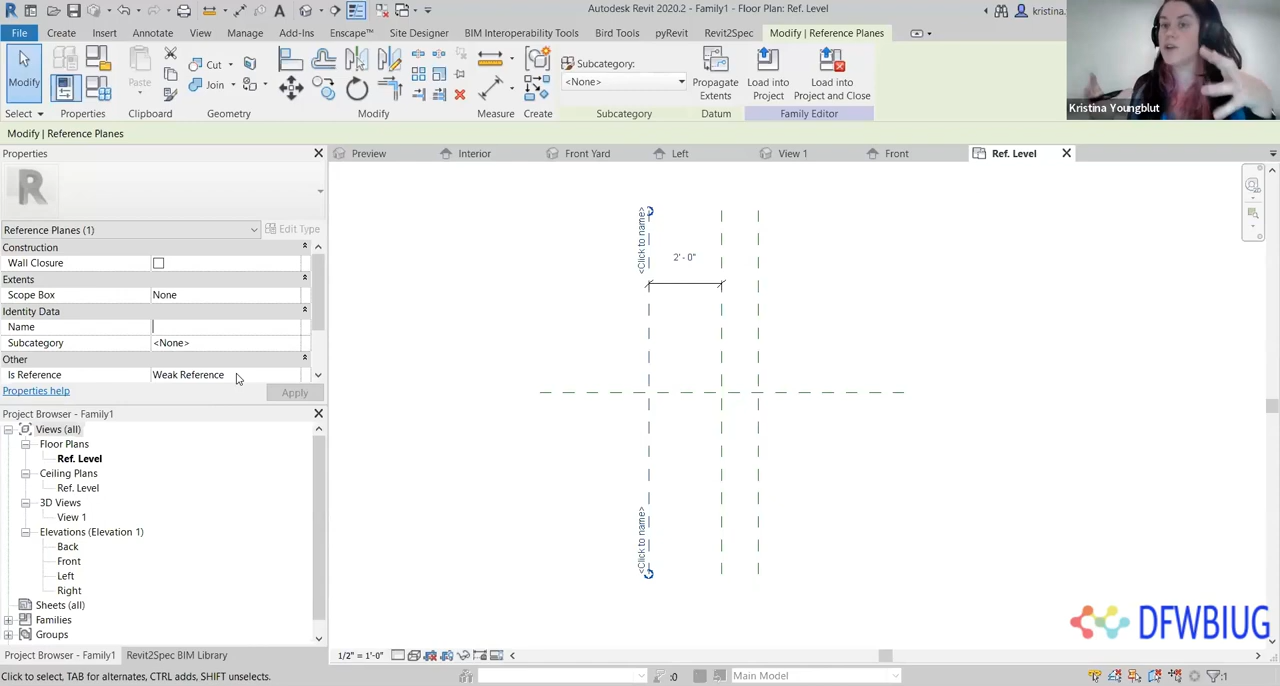 Autodesk Revit 2020.2 - Family1 - Floor Plan: Ref. Level
kristina.
File Create Insert Annotate View Manage Add-Ins Enscape™ Site Designer BIM Interoperability Tools Bird Tools pyRevit Revit2Spec Modify | Reference Planes
Modify
Paste
Cut
Join
Subcategory:
<None>
Propagate Extents
Load into Project
Load into Project and Close
Select Properties Clipboard Geometry Modify Measure Create Subcategory Datum Family Editor
Kristina Youngblut
Modify | Reference Planes
Properties
Preview Interior Front Yard Left View 1 Front Ref. Level
R
Reference Planes (1) Edit Type
Construction
Wall Closure
Extents
Scope Box None
Identity Data
Name
Subcategory <None>
Other
Is Reference Weak Reference
Properties help Apply
<Click to name>
2' - 0"
<Click to name>
Project Browser - Family1
Views (all)
Floor Plans
Ref. Level
Ceiling Plans
Ref. Level
3D Views
View 1
Elevations (Elevation 1)
Back
Front
Left
Right
Sheets (all)
Families
Groups
Project Browser - Family1 Revit2Spec BIM Library
1/2" = 1'-0"
DFWBIUG
Click to select, TAB for alternates, CTRL adds, SHIFT unselects.
:0
Main Model
:1